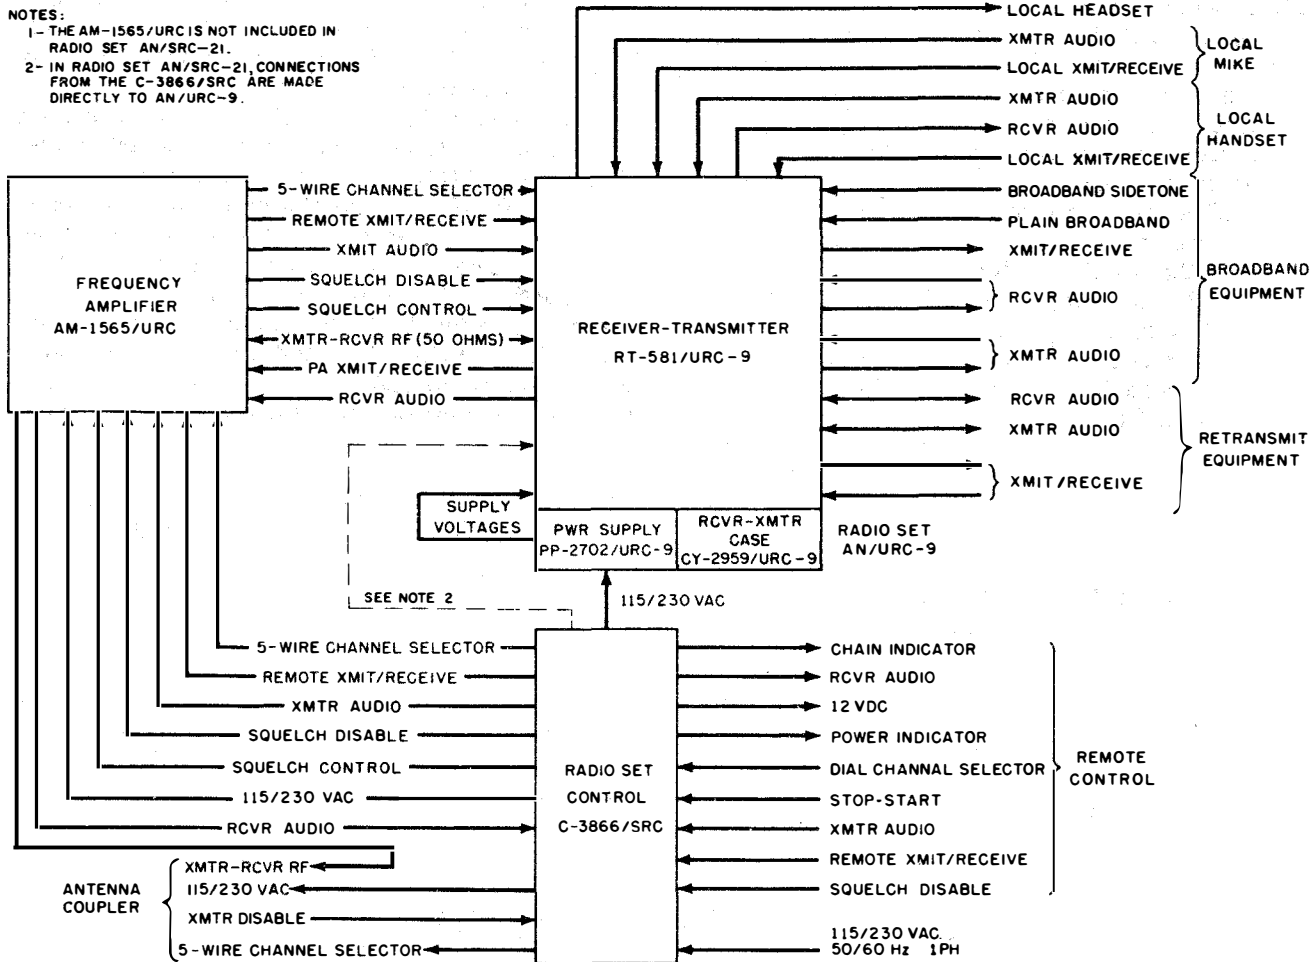 NOTES:
1- THE AM-1565/URC IS NOT INCLUDED IN
RADIO SET AN/SRC-21.
2- IN RADIO SET AN/SRC-21, CONNECTIONS
FROM THE C-3866/SRC ARE MADE
DIRECTLY TO AN/URC-9.
LOCAL HEADSET
XMTR AUDIO
LOCAL XMIT/RECEIVE
LOCAL
MIKE
XMTR AUDIO
RCVR AUDIO
LOCAL XMIT/RECEIVE
LOCAL
HANDSET
BROADBAND SIDETONE
PLAIN BROADBAND
XMIT/RECEIVE
RCVR AUDIO
XMTR AUDIO
BROADBAND
EQUIPMENT
RCVR AUDIO
XMTR AUDIO
XMIT/RECEIVE
RETRANSMIT
EQUIPMENT
FREQUENCY
AMPLIFIER
AM-1565/URC
5-WIRE CHANNEL SELECTOR
REMOTE XMIT/RECEIVE
XMIT AUDIO
SQUELCH DISABLE
SQUELCH CONTROL
XMTR-RCVR RF (50 OHMS)
PA XMIT/RECEIVE
RCVR AUDIO
RECEIVER-TRANSMITTER
RT-581/URC-9
SUPPLY
VOLTAGES
PWR SUPPLY
PP-2702/URC-9
RCVR-XMTR
CASE
CY-2959/URC-9
RADIO SET
AN/URC-9
SEE NOTE 2
115/230 VAC
5-WIRE CHANNEL SELECTOR
REMOTE XMIT/RECEIVE
XMTR AUDIO
SQUELCH DISABLE
SQUELCH CONTROL
115/230 VAC
RCVR AUDIO
ANTENNA
COUPLER
XMTR-RCVR RF
115/230 VAC
XMTR DISABLE
5-WIRE CHANNEL SELECTOR
RADIO SET
CONTROL
C-3866/SRC
CHAIN INDICATOR
RCVR AUDIO
12 VDC
POWER INDICATOR
DIAL CHANNAL SELECTOR
STOP-START
XMTR AUDIO
REMOTE XMIT/RECEIVE
SQUELCH DISABLE
REMOTE
CONTROL
115/230 VAC.
50/60 Hz 1PH